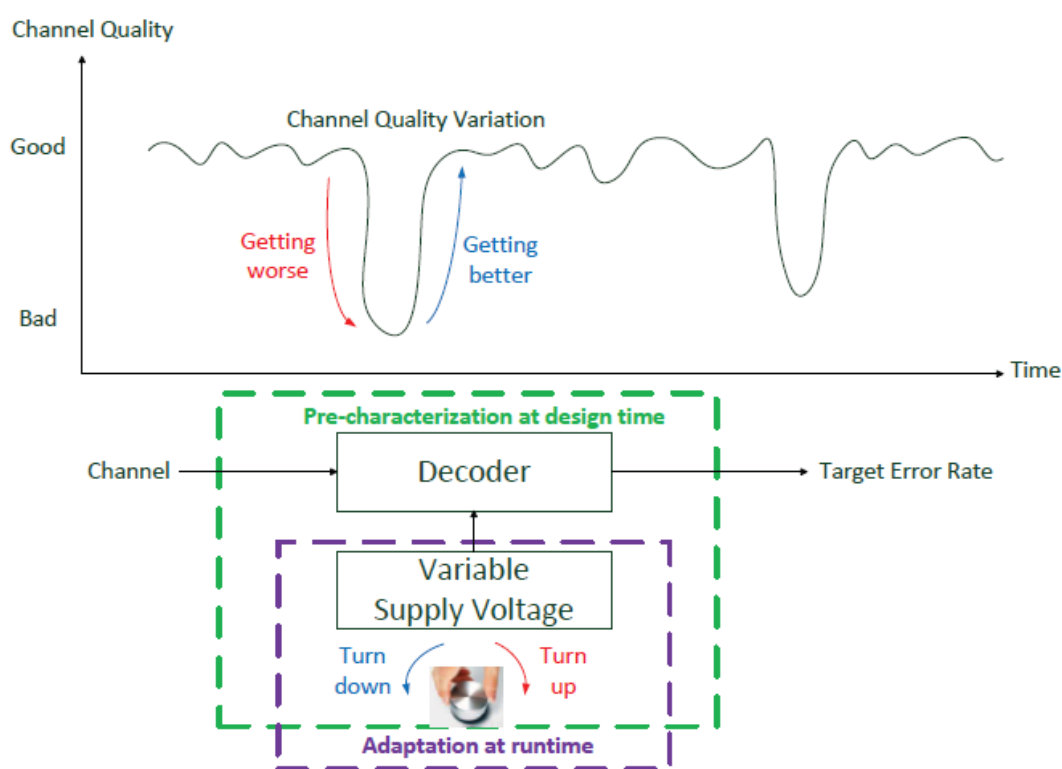 Channel Quality
Channel Quality Variation
Good
Getting
worse
Getting
better
Bad
Time
Pre-characterization at design time
Channel
Decoder
Target Error Rate
Variable
Supply Voltage
Turn
down
Turn
up
Adaptation at runtime